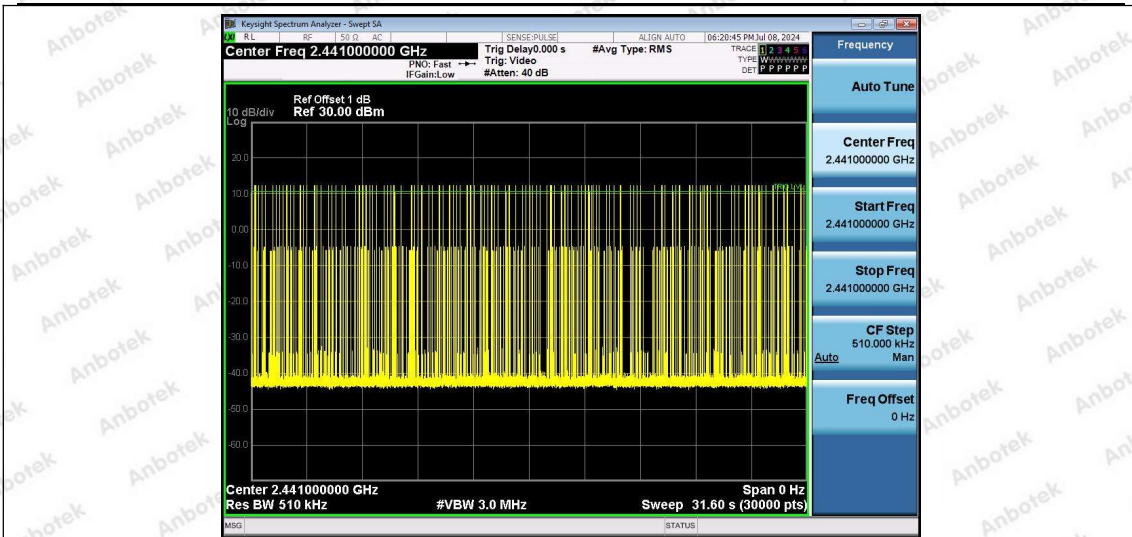 Keysight Spectrum Analyzer - Swept SA
RL RF 50 Ω AC SENSE:PULSE ALIGN AUTO 06:20:45 PM Jul 08, 2024
Center Freq 2.441000000 GHz
PNO: Fast
IFGain:Low
Trig Delay0.000 s
Trig: Video
#Atten: 40 dB
#Avg Type: RMS
TRACE 1 2 3 4 5
TYPE W
DET P P P P P P
Ref Offset 1 dB
10 dB/div Ref 30.00 dBm
Log
20.0
10.0
0.00
-10.0
-20.0
-30.0
-40.0
-50.0
-60.0
Center 2.441000000 GHz Span 0 Hz
Res BW 510 kHz #VBW 3.0 MHz Sweep 31.60 s (30000 pts)
MSG STATUS
Frequency
Auto Tune
Center Freq
2.441000000 GHz
Start Freq
2.441000000 GHz
Stop Freq
2.441000000 GHz
CF Step
510.000 kHz
Auto Man
Freq Offset
0 Hz
Anbotek